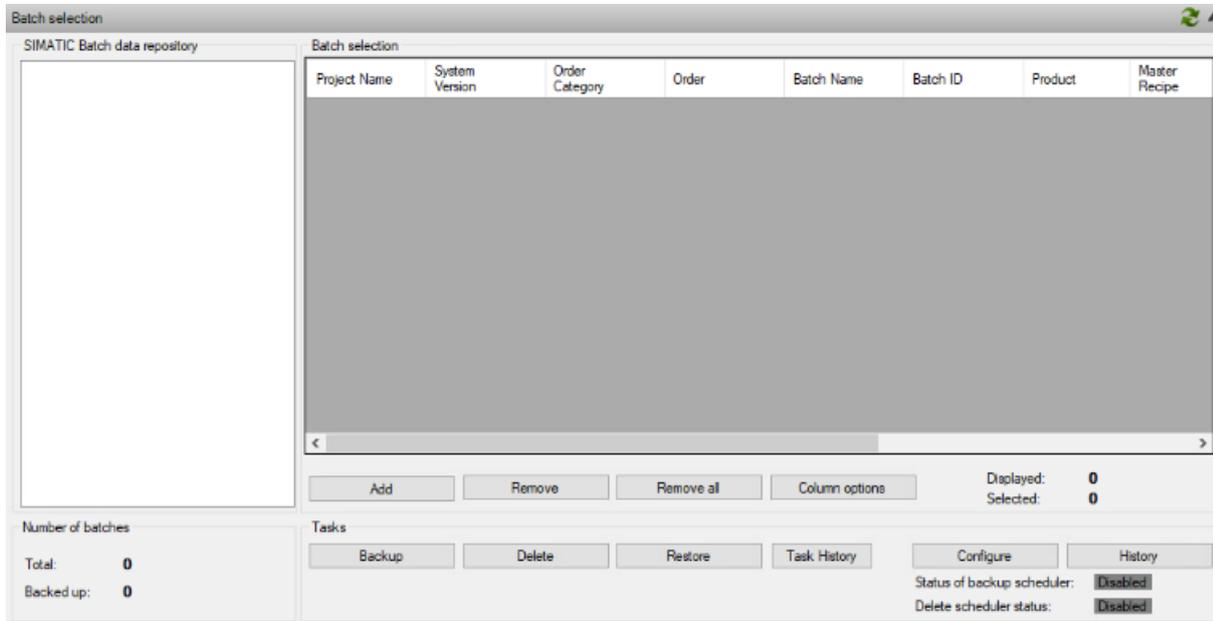 Batch selection
SIMATIC Batch data repository
Batch selection
Project Name
System
Version
Order
Category
Order
Batch Name
Batch ID
Product
Master
Recipe
Add
Remove
Remove all
Column options
Displayed: 0
Selected: 0
Number of batches
Total: 0
Backed up: 0
Tasks
Backup
Delete
Restore
Task History
Configure
History
Status of backup scheduler: Disabled
Delete scheduler status: Disabled